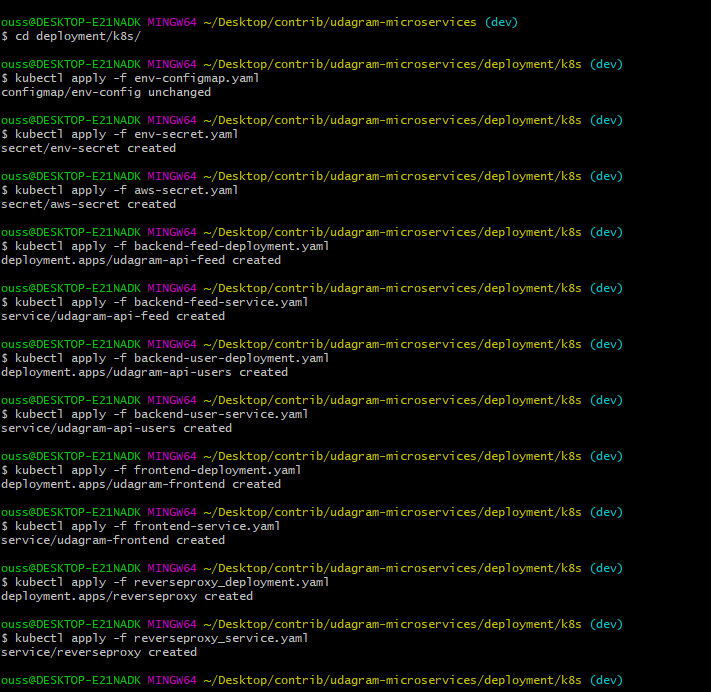 ouss@DESKTOP-E21NADK MINGW64 ~/Desktop/contrib/udagram-microservices (dev)
$ cd deployment/k8s/
ouss@DESKTOP-E21NADK MINGW64 ~/Desktop/contrib/udagram-microservices/deployment/k8s (dev)
$ kubectl apply -f env-configmap.yaml
configmap/env-config unchanged
ouss@DESKTOP-E21NADK MINGW64 ~/Desktop/contrib/udagram-microservices/deployment/k8s (dev)
$ kubectl apply -f env-secret.yaml
secret/env-secret created
ouss@DESKTOP-E21NADK MINGW64 ~/Desktop/contrib/udagram-microservices/deployment/k8s (dev)
$ kubectl apply -f aws-secret.yaml
secret/aws-secret created
ouss@DESKTOP-E21NADK MINGW64 ~/Desktop/contrib/udagram-microservices/deployment/k8s (dev)
$ kubectl apply -f backend-feed-deployment.yaml
deployment.apps/udagram-api-feed created
ouss@DESKTOP-E21NADK MINGW64 ~/Desktop/contrib/udagram-microservices/deployment/k8s (dev)
$ kubectl apply -f backend-feed-service.yaml
service/udagram-api-feed created
ouss@DESKTOP-E21NADK MINGW64 ~/Desktop/contrib/udagram-microservices/deployment/k8s (dev)
$ kubectl apply -f backend-user-deployment.yaml
deployment.apps/udagram-api-users created
ouss@DESKTOP-E21NADK MINGW64 ~/Desktop/contrib/udagram-microservices/deployment/k8s (dev)
$ kubectl apply -f backend-user-service.yaml
service/udagram-api-users created
ouss@DESKTOP-E21NADK MINGW64 ~/Desktop/contrib/udagram-microservices/deployment/k8s (dev)
$ kubectl apply -f frontend-deployment.yaml
deployment.apps/udagram-frontend created
ouss@DESKTOP-E21NADK MINGW64 ~/Desktop/contrib/udagram-microservices/deployment/k8s (dev)
$ kubectl apply -f frontend-service.yaml
service/udagram-frontend created
ouss@DESKTOP-E21NADK MINGW64 ~/Desktop/contrib/udagram-microservices/deployment/k8s (dev)
$ kubectl apply -f reverseproxy_deployment.yaml
deployment.apps/reverseproxy created
ouss@DESKTOP-E21NADK MINGW64 ~/Desktop/contrib/udagram-microservices/deployment/k8s (dev)
$ kubectl apply -f reverseproxy_service.yaml
service/reverseproxy created
ouss@DESKTOP-E21NADK MINGW64 ~/Desktop/contrib/udagram-microservices/deployment/k8s (dev)